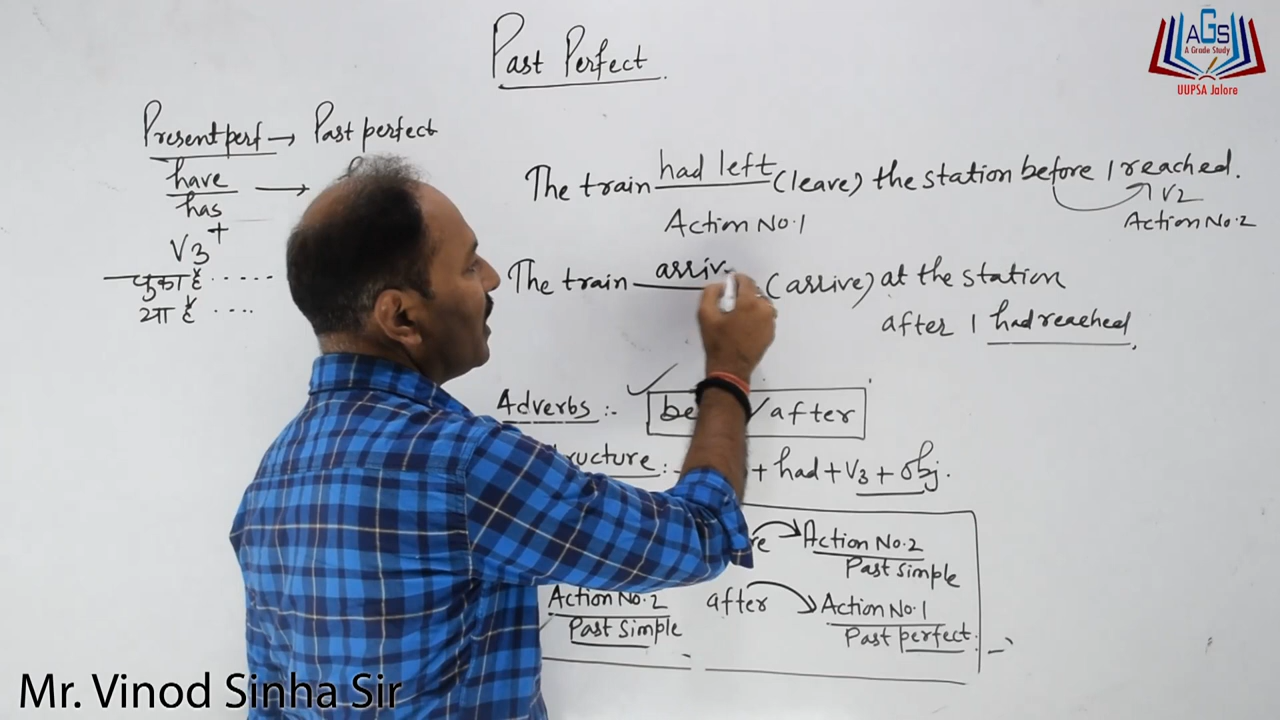 Past Perfect
AGS
A Grade Study
UUPSA Jalore
Present perf → Past perfect
have →
has
V3 +
चुका है .....
या है ....
The train had left (leave) the station before I reached.
V2
Action No.1
Action No.2
The train arriv (arrive) at the station
after I had reached.
Adverbs :- ✓ be / after
ructure :- + had + V3 + obj.
re Action No.2
Past simple
Action No.2 after Action No.1
Past simple Past perfect.
Mr. Vinod Sinha Sir